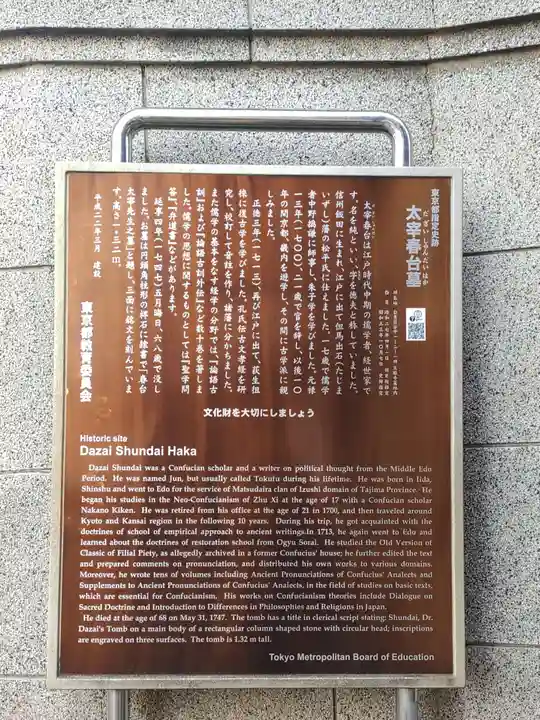 東京都指定旧跡
だざいしゅんだいはか
太宰春台墓
太宰春台は江戸時代中期の儒学者、経世家で
す。名を純といい、字を徳夫と称していました。
信州飯田に生まれ、江戸に出て但馬出石（たじま
いずし）藩の松平氏に仕えました。一七歳で儒学
者中野撝謙に師事し、朱子学を学びました。元禄
一三年（一七〇〇）、二一歳で官を辞し、以後一〇
年の間京都、畿内を遊学し、その間に古学派に親
しみました。
正徳三年（一七一三）、再び江戸に出て、荻生徂
徠に復古学を学びました。孔氏伝古文孝経を研
究し、校訂して音註を作り、諸藩に分かちました。
また儒学の基本をなす経学の分野では『論語古
訓』および『論語古訓外伝』など数十巻を著しま
した。儒学の思想に関するものとしては『聖学問
答』、『弁道書』などがあります。
延享四年（一七四七）五月晦日、六八歳で没し
ました。お墓は円頭角柱形の棹石に隷書で「春台
太宰先生之墓」と題し、三面に銘文を刻んでいま
す。高さ一・三二m。
平成二二年三月 建設
東京都教育委員会
文化財を大切にしましょう
Historic site
Dazai Shundai Haka
Dazai Shundai was a Confucian scholar and a writer on political thought from the Middle Edo
Period. He was named Jun, but usually called Tokufu during his lifetime. He was born in Iida,
Shinshu and went to Edo for the service of Matsudaira clan of Izushi domain of Tajima Province. He
began his studies in the Neo-Confucianism of Zhu Xi at the age of 17 with a Confucian scholar
Nakano Kiken. He was retired from his office at the age of 21 in 1700, and then traveled around
Kyoto and Kansai region in the following 10 years. During his trip, he got acquainted with the
doctrines of school of empirical approach to ancient writings.In 1713, he again went to Edo and
learned about the doctrines of restoration school from Ogyu Sorai. He studied the Old Version of
Classic of Filial Piety, as allegedly archived in a former Confucius' house; he further edited the text
and prepared comments on pronunciation, and distributed his own works to various domains.
Moreover, he wrote tens of volumes including Ancient Pronunciations of Confucius' Analects and
Supplements to Ancient Pronunciations of Confucius' Analects, in the field of studies on basic texts,
which are essential for Confucianism. His works on Confucianism theories include Dialogue on
Sacred Doctrine and Introduction to Differences in Philosophies and Religions in Japan.
He died at the age of 68 on May 31, 1747. The tomb has a title in clerical script stating: Shundai, Dr.
Dazai's Tomb on a main body of a rectangular column shaped stone with circular head; inscriptions
are engraved on three surfaces. The tomb is 1.32 m tall.
Tokyo Metropolitan Board of Education